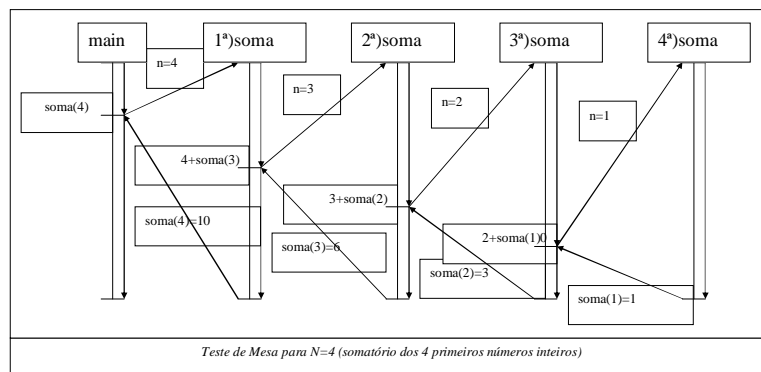 main
1ª)soma
2ª)soma
3ª)soma
4ª)soma
n=4
n=3
n=2
n=1
soma(4)
4+soma(3)
3+soma(2)
2+soma(1)0
soma(4)=10
soma(3)=6
soma(2)=3
soma(1)=1
Teste de Mesa para N=4 (somatório dos 4 primeiros números inteiros)